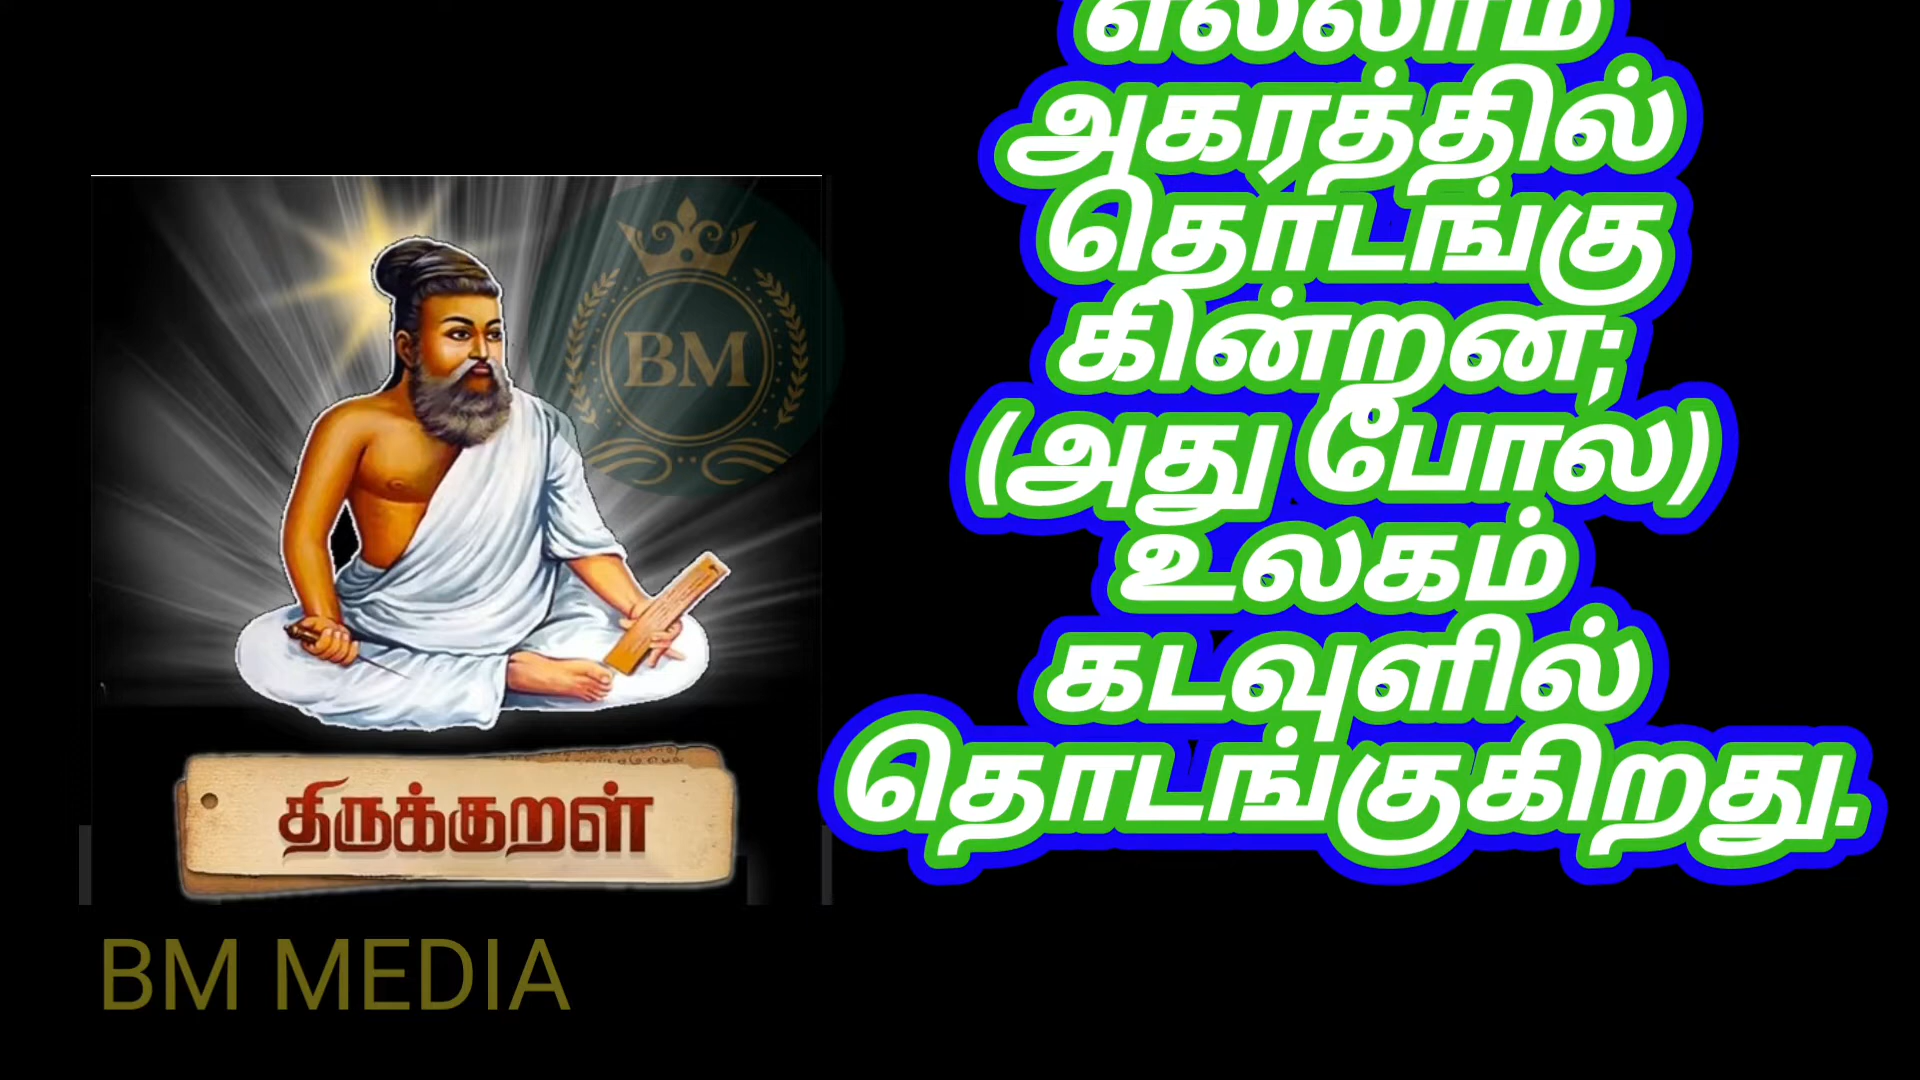 எல்லாம்
அகரத்தில்
தொடங்கு
கின்றன;
(அது போல)
உலகம்
கடவுளில்
தொடங்குகிறது.
BM
திருக்குறள்
BM MEDIA